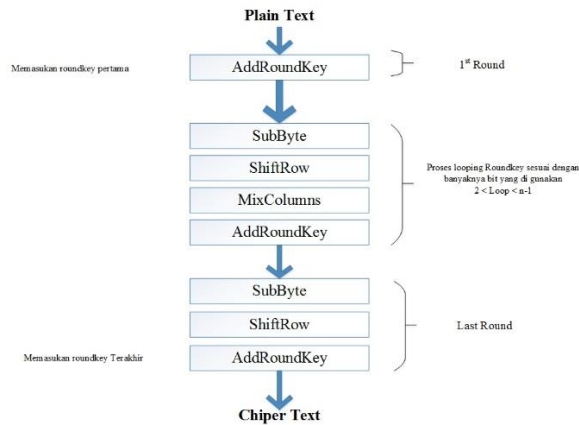 Plain Text
Memasukan roundkey pertama
AddRoundKey
1st Round
SubByte
ShiftRow
MixColumns
AddRoundKey
Proses looping Roundkey sesuai dengan
banyaknya bit yang di gunakan
2 < Loop < n-1
SubByte
ShiftRow
AddRoundKey
Last Round
Memasukan roundkey Terakhir
Chiper Text